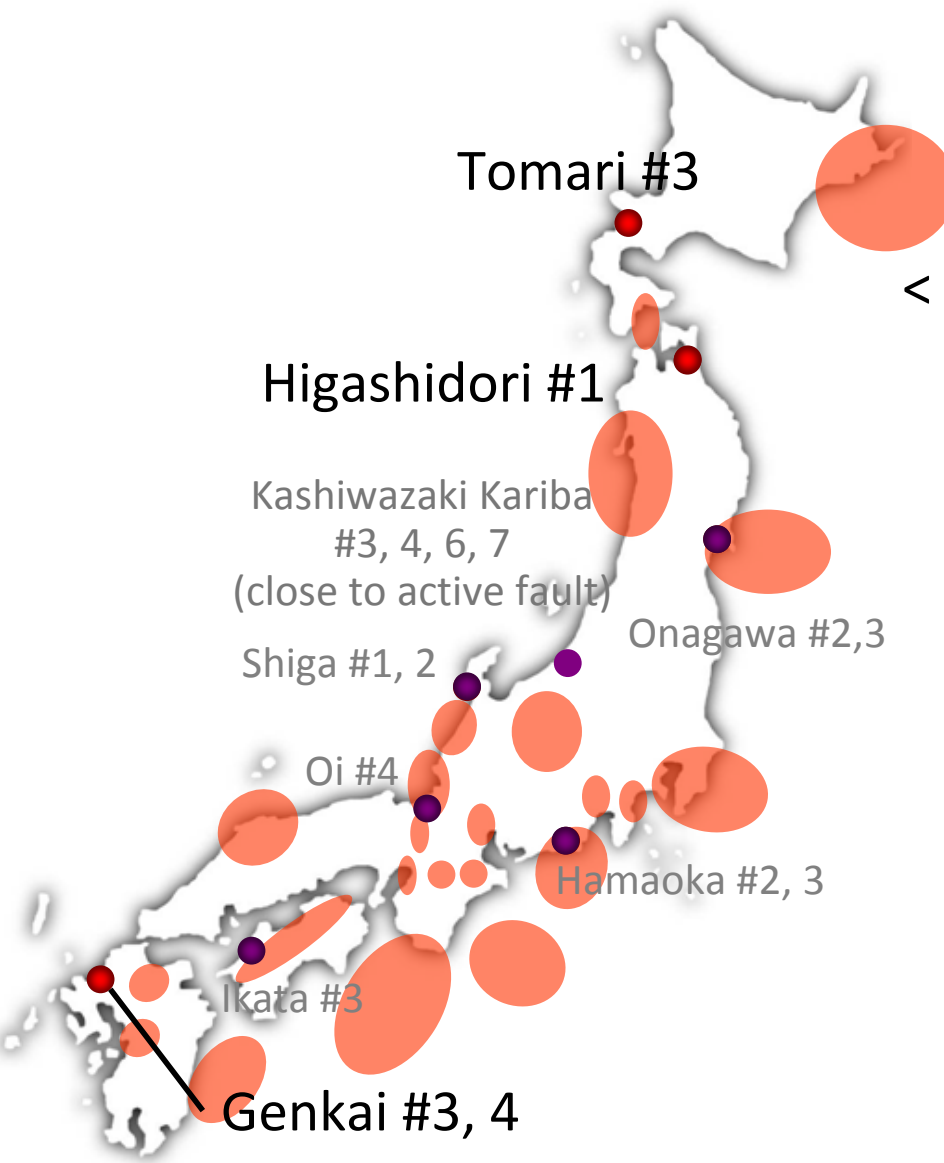 Tomari #3
<
Higashidori #1
Kashiwazaki Kariba
#3, 4, 6, 7
(close to active fault)
Onagawa #2,3
Shiga #1, 2
Oi #4
Hamaoka #2, 3
Ikata #3
Genkai #3, 4